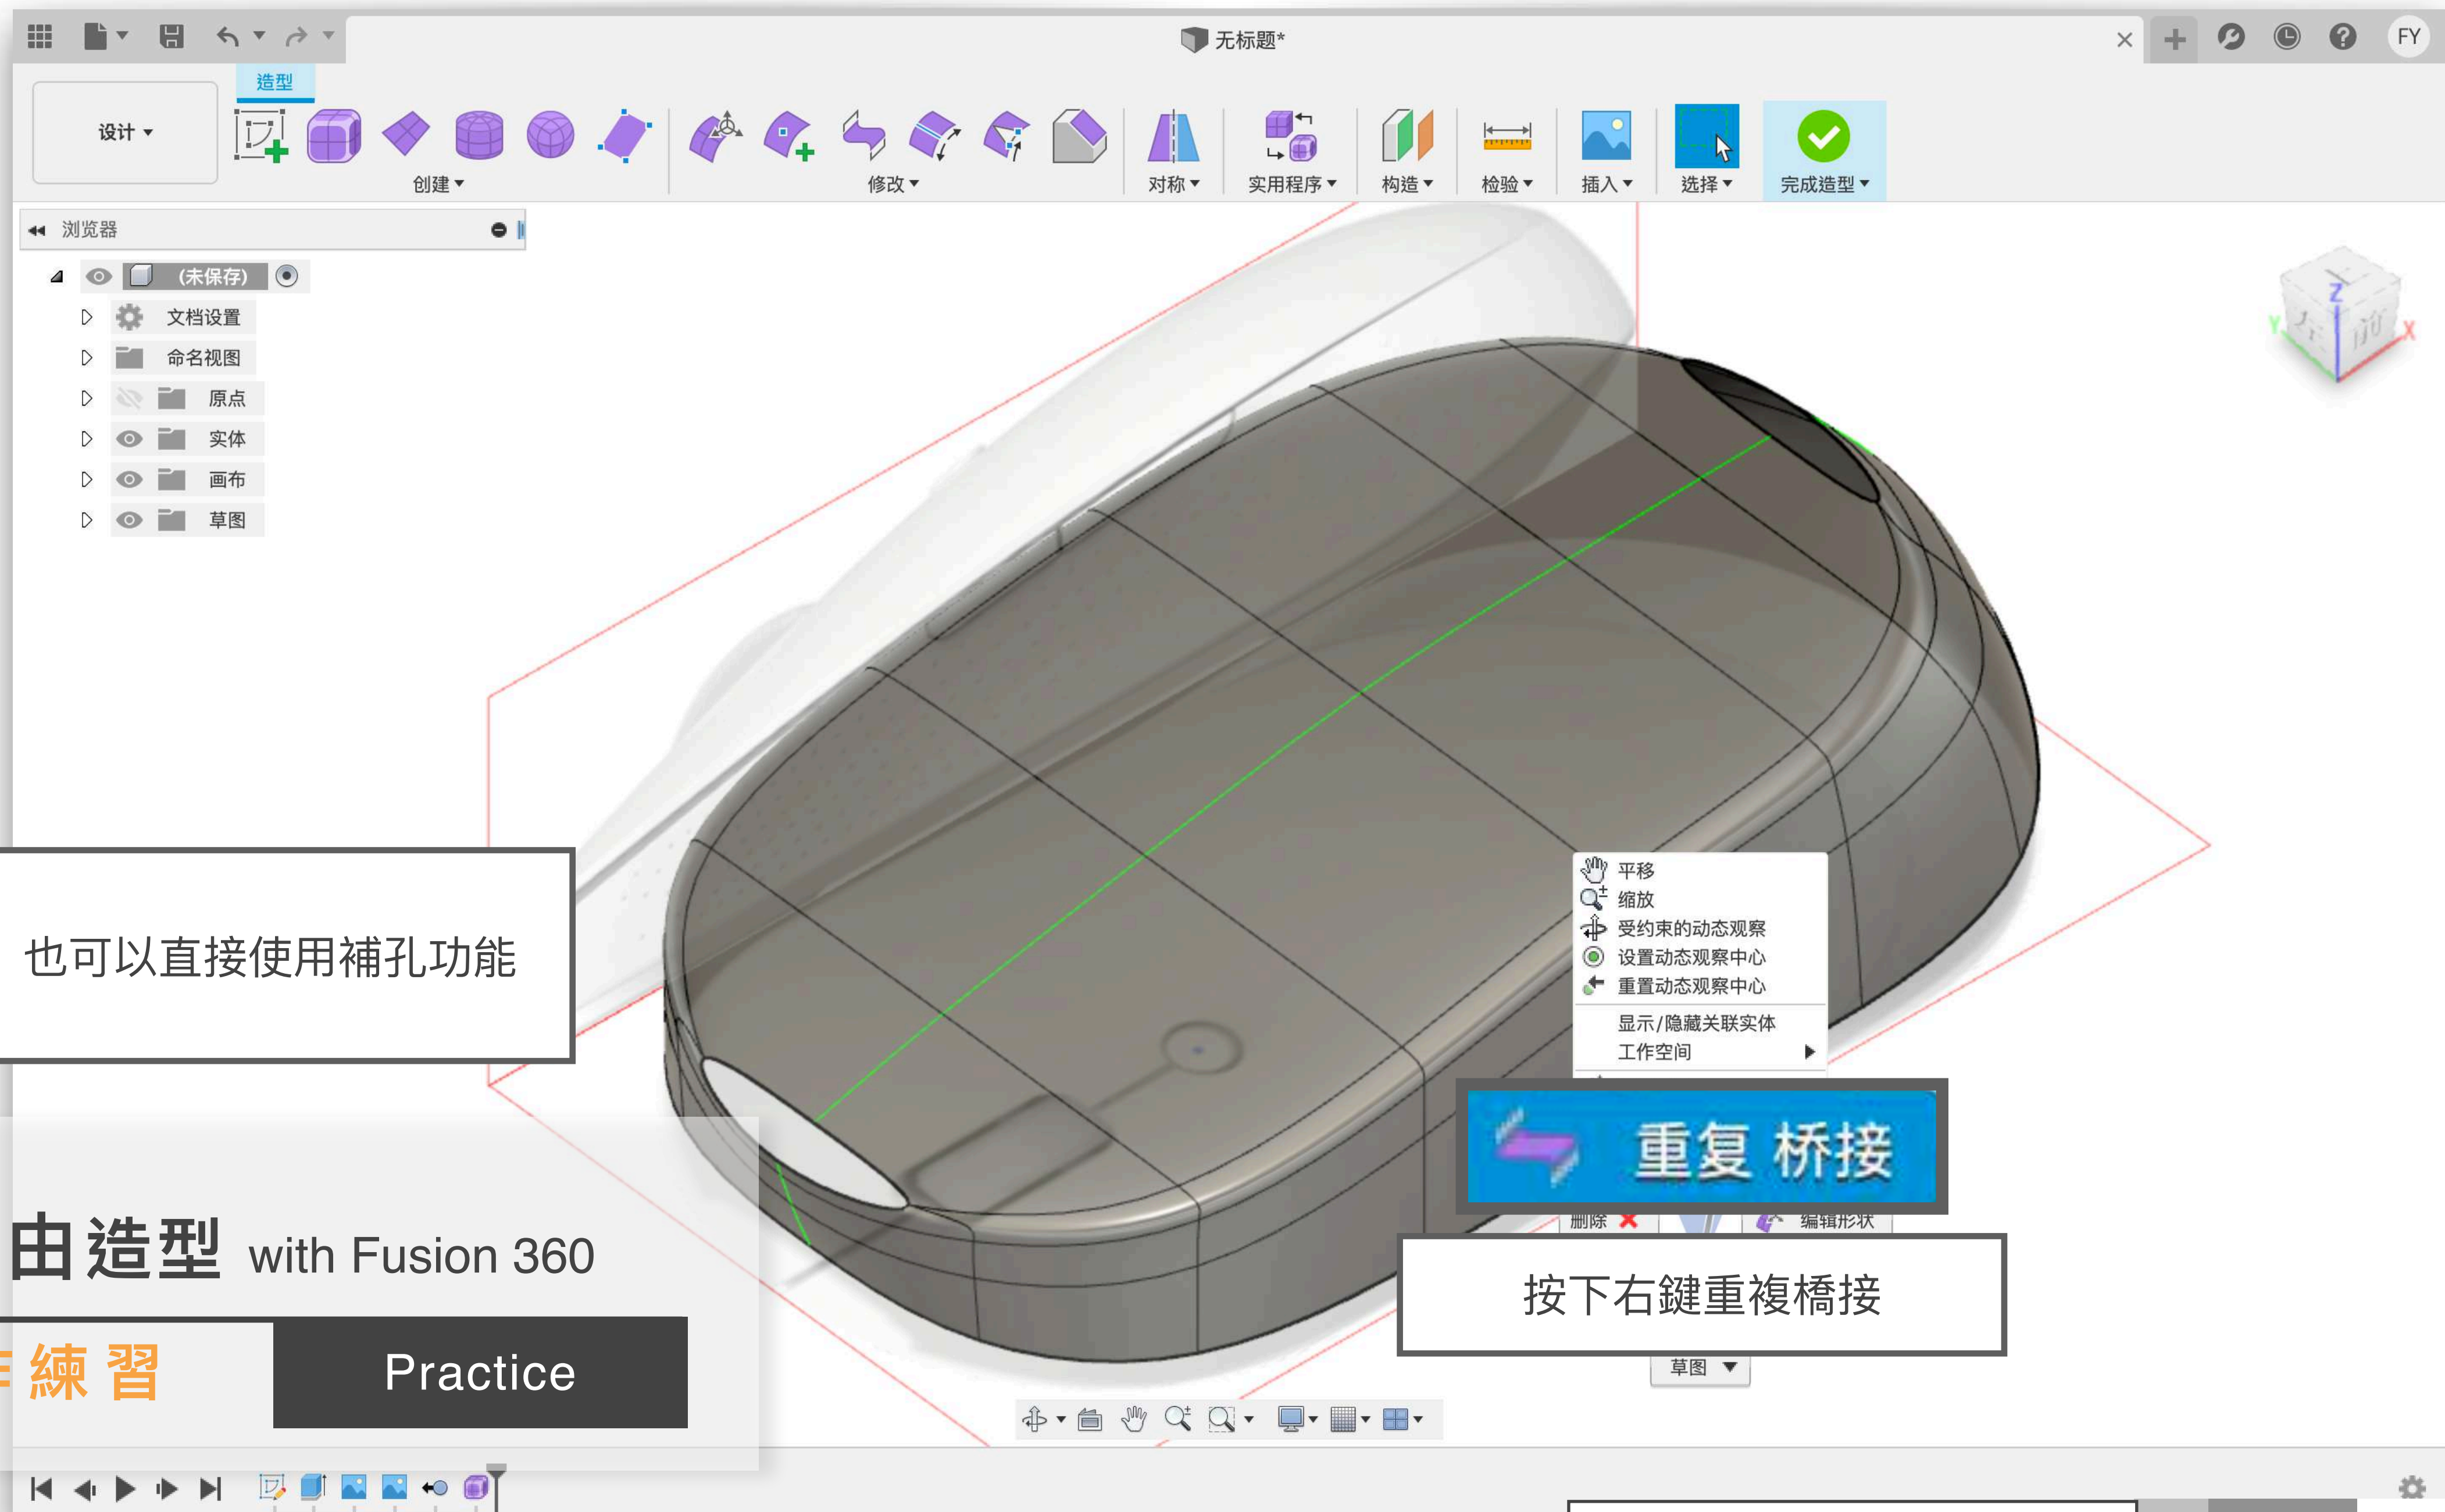 无标题*
FY
造型
设计
创建
修改
对称
实用程序
构造
检验
插入
选择
完成造型
浏览器
(未保存)
文档设置
命名视图
原点
实体
画布
草图
Z
Y
X
前
平移
缩放
受约束的动态观察
设置动态观察中心
重置动态观察中心
显示/隐藏关联实体
工作空间
也可以直接使用補孔功能
重复 桥接
删除
编辑形状
按下右鍵重複橋接
草图
由造型 with Fusion 360
練習
Practice